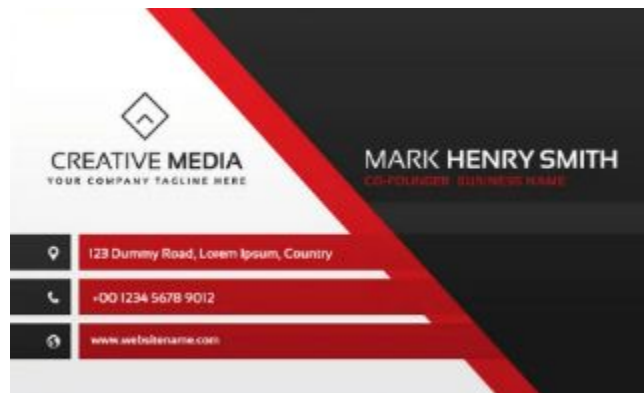 CREATIVE MEDIA
YOUR COMPANY TAGLINE HERE
MARK HENRY SMITH
CO-FOUNDER BUSINESS NAME
123 Dummy Road, Lorem Ipsum, Country
+00 1234 5678 9012
www.websitename.com